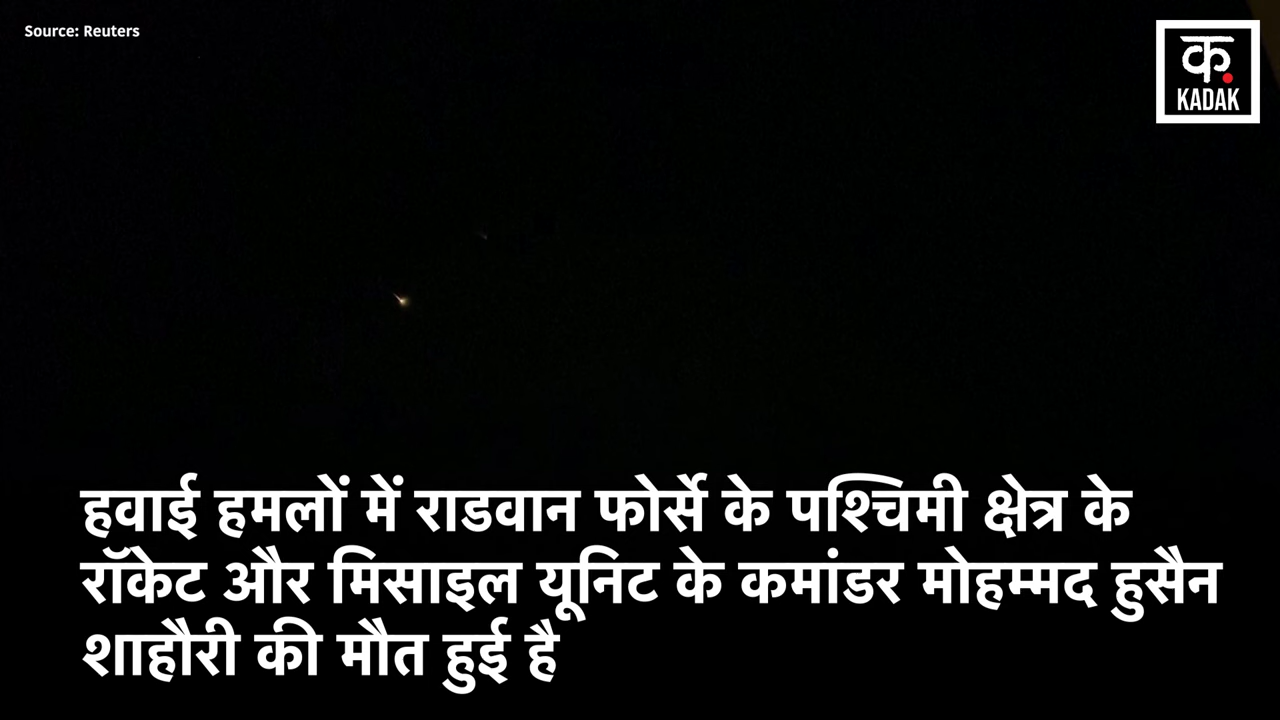 Source: Reuters
क.
KADAK
हवाई हमलों में राडवान फोर्से के पश्चिमी क्षेत्र के
रॉकेट और मिसाइल यूनिट के कमांडर मोहम्मद हुसैन
शाहौरी की मौत हुई है